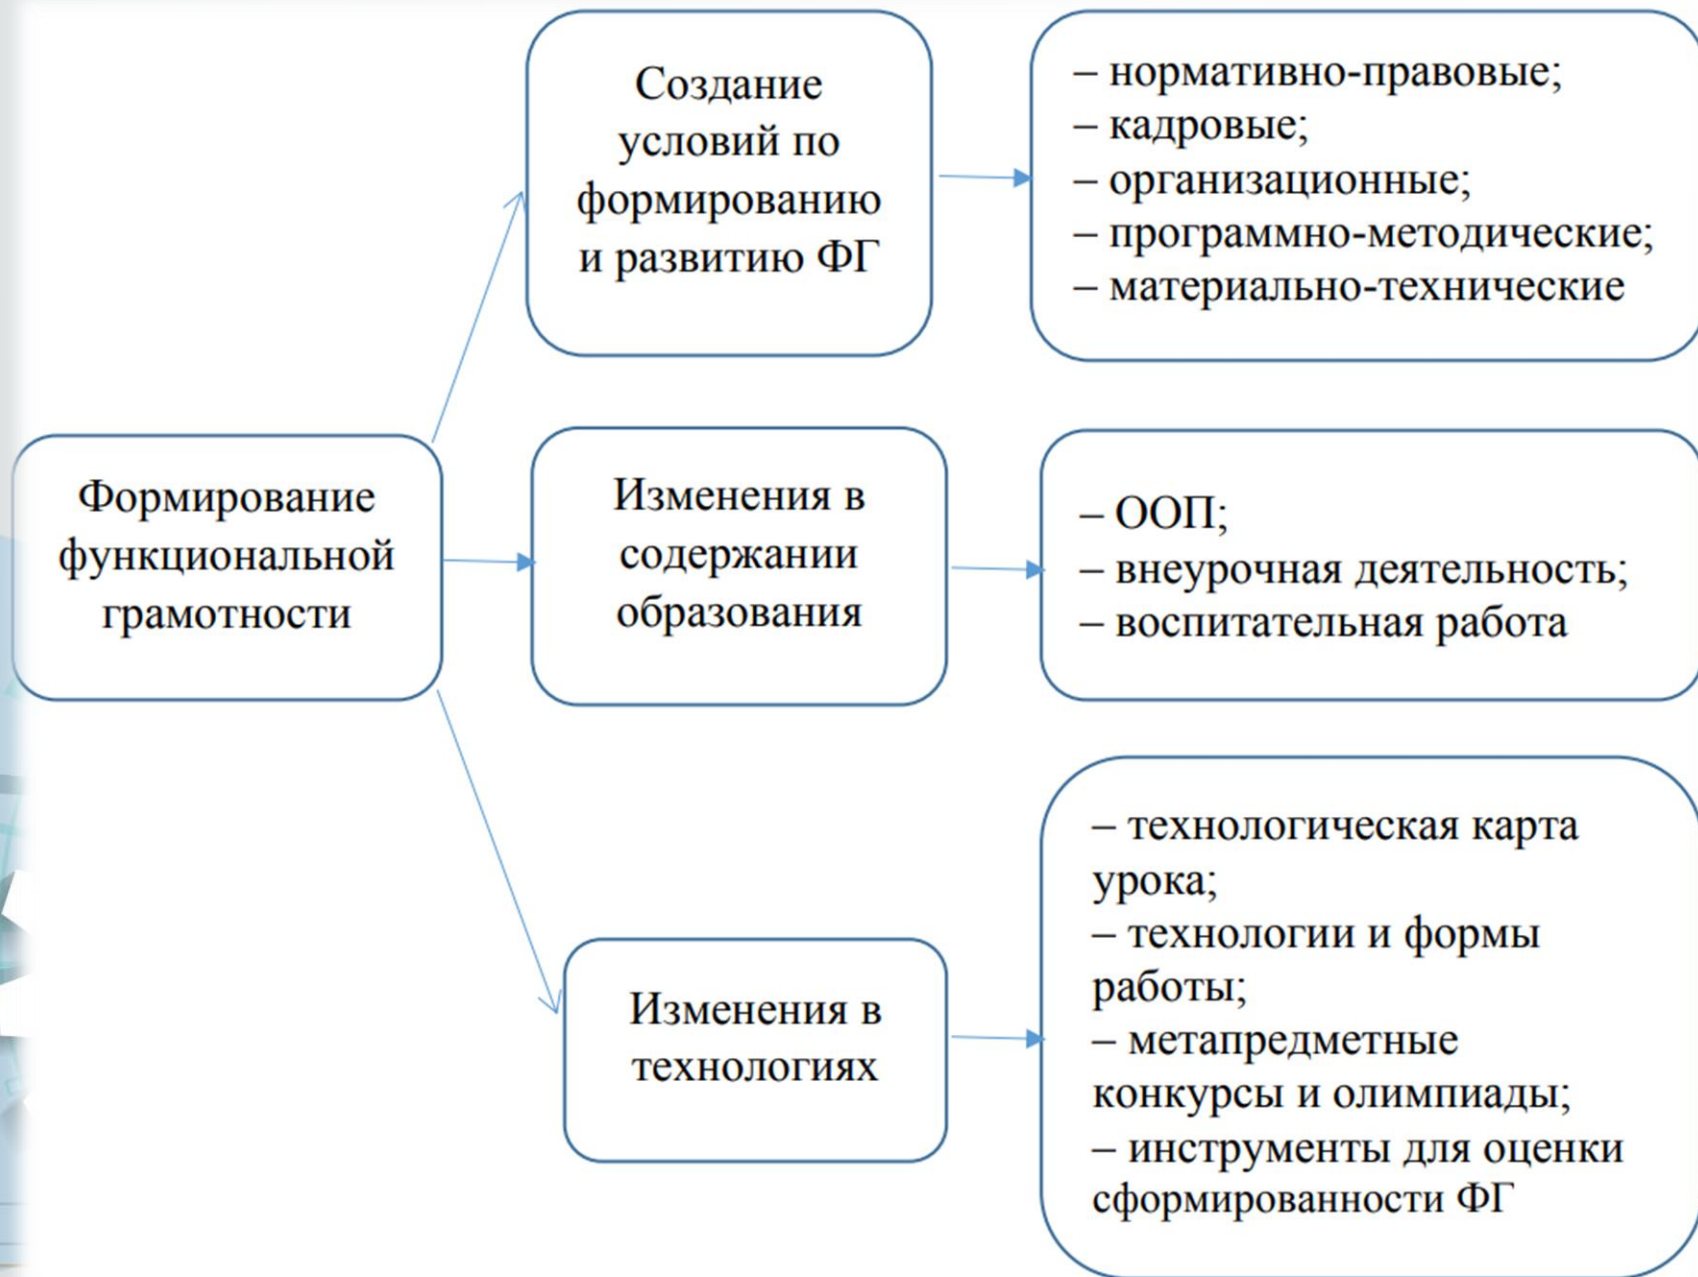 Создание
условий по
формированию
и развитию ФГ
– нормативно-правовые;
– кадровые;
– организационные;
– программно-методические;
– материально-технические
Формирование
функциональной
грамотности
Изменения в
содержании
образования
– ООП;
– внеурочная деятельность;
– воспитательная работа
Изменения в
технологиях
– технологическая карта
урока;
– технологии и формы
работы;
– метапредметные
конкурсы и олимпиады;
– инструменты для оценки
сформированности ФГ